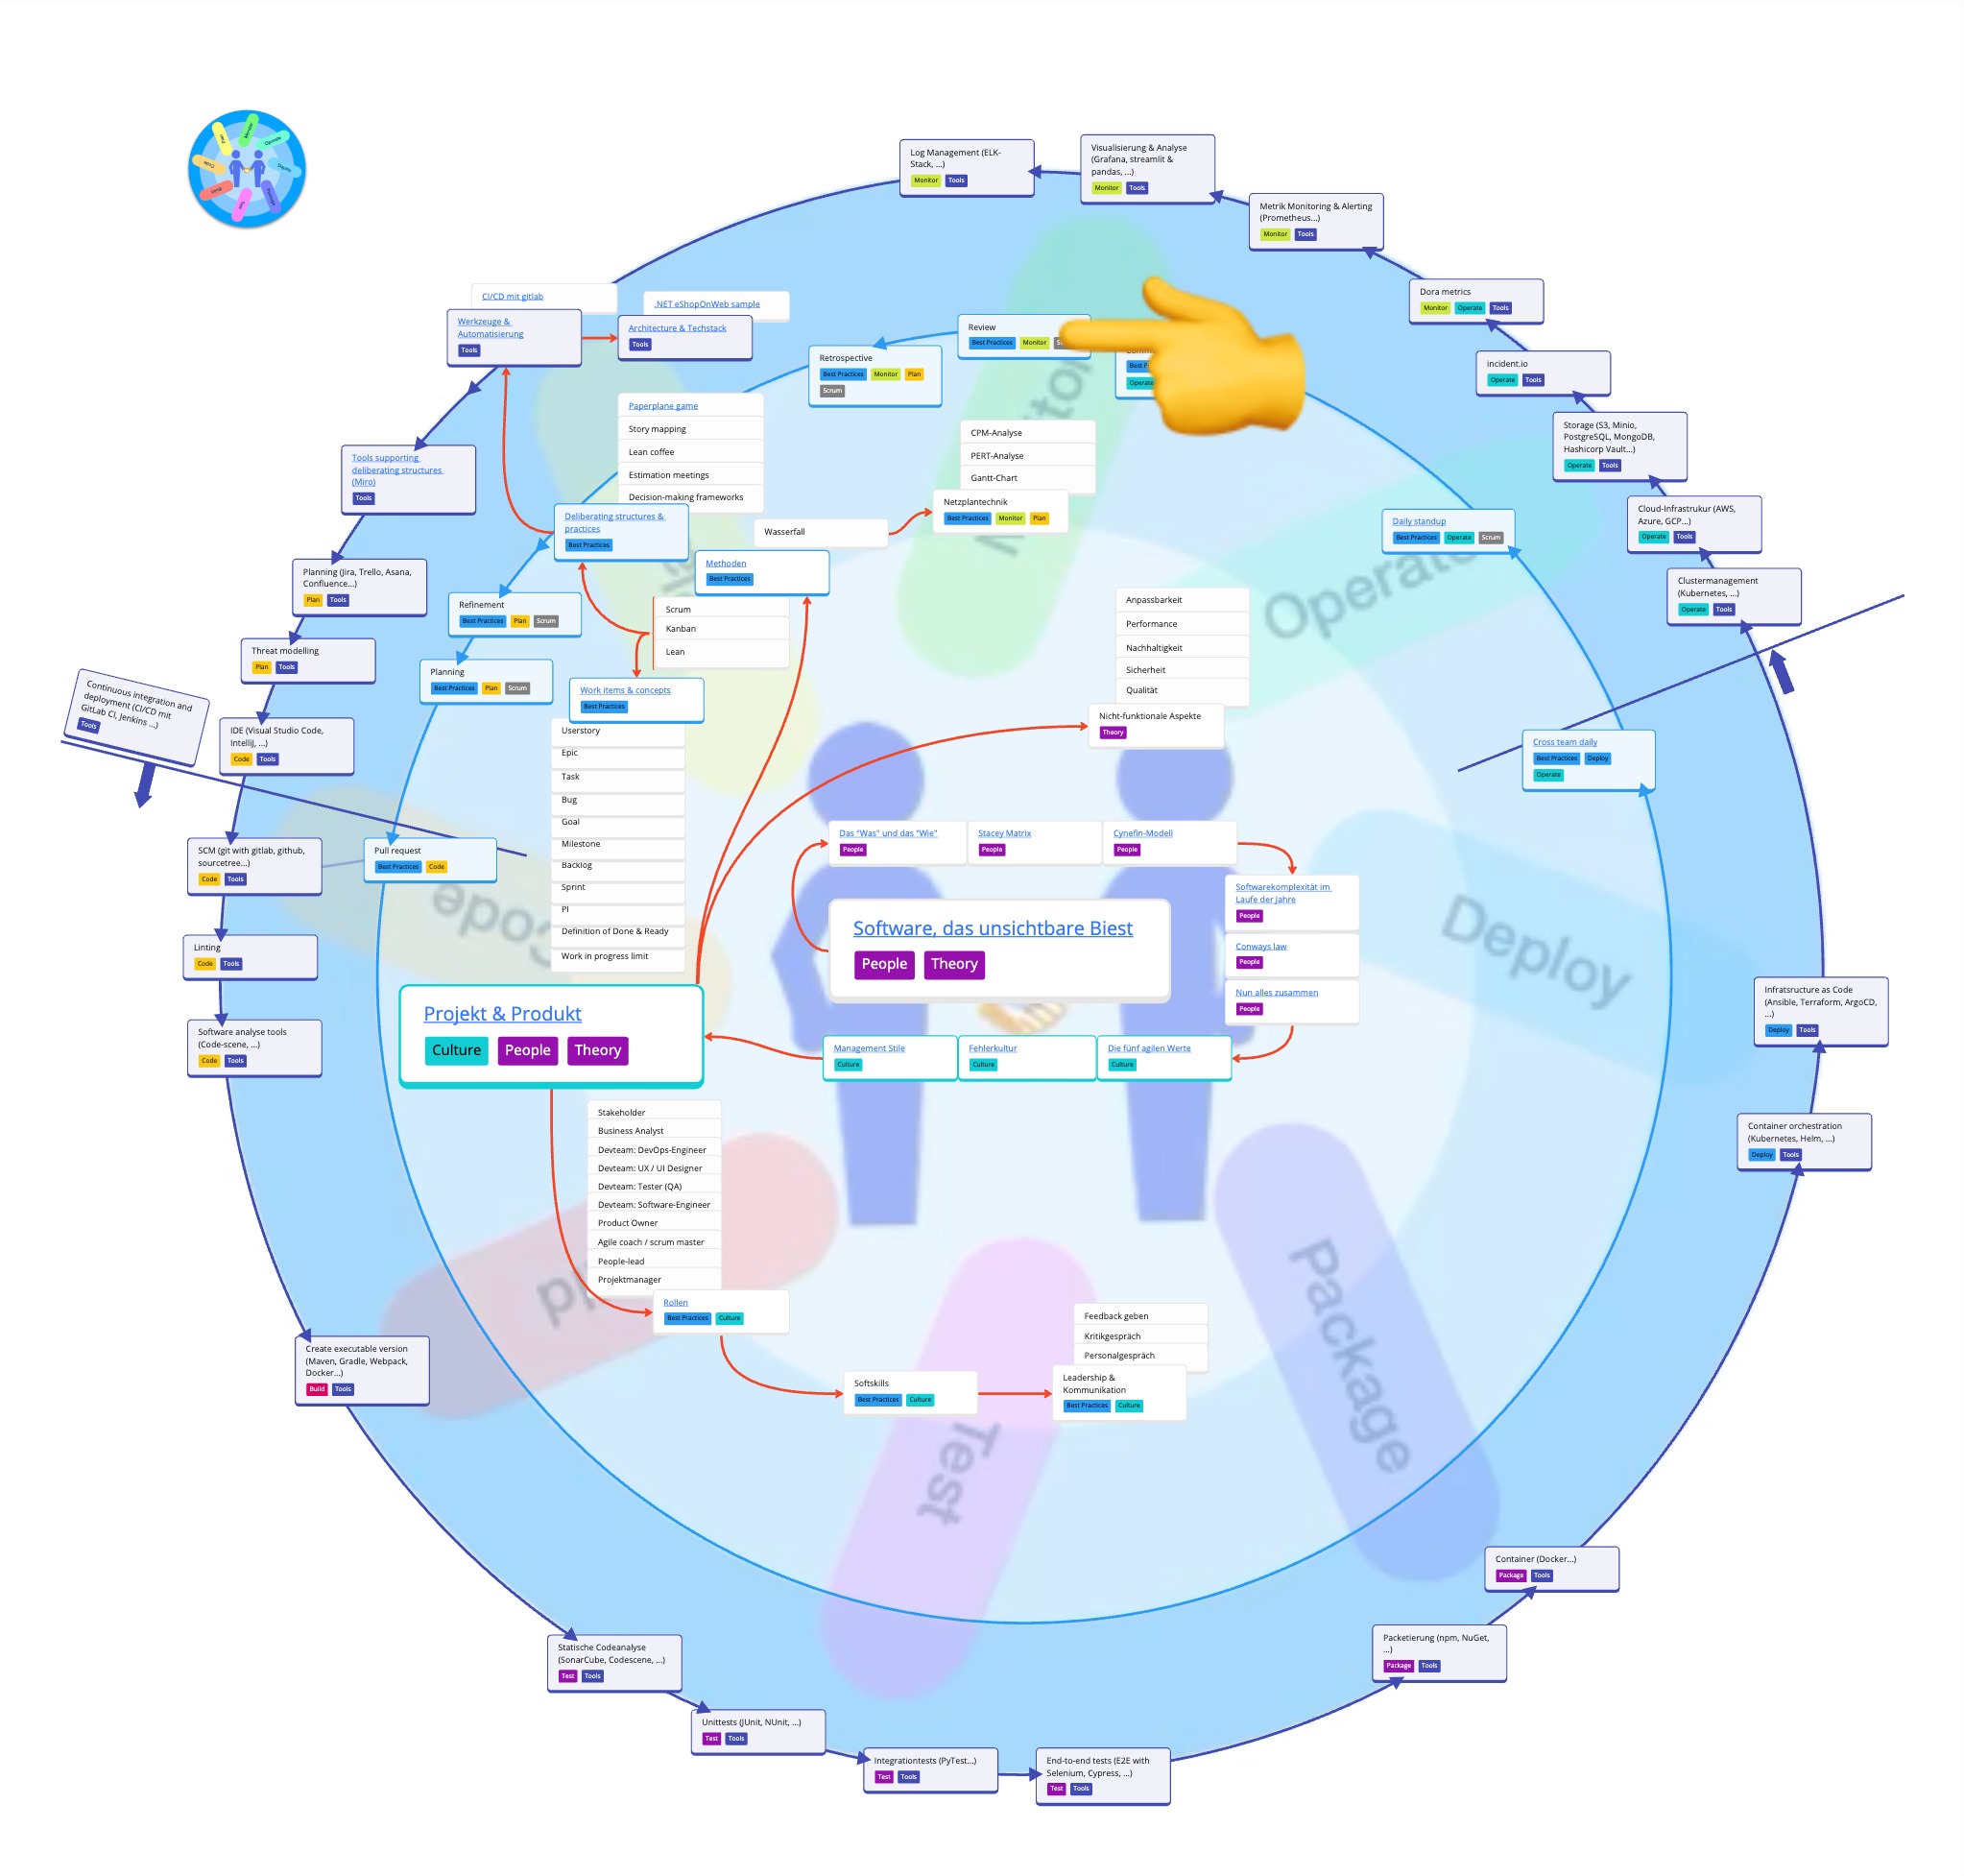 Log Management (ELK-
Stack, ...)
Monitor Tools
Visualisierung & Analyse
(Grafana, streamlit &
pandas, ...)
Monitor Tools
Metrik Monitoring & Alerting
(Prometheus...)
Monitor Tools
Dora metrics
Monitor Operate Tools
incident.io
Operate Tools
Storage (S3, Minio,
PostgreSQL, MongoDB,
Hashicorp Vault...)
Operate Tools
Cloud-Infrastrukur (AWS,
Azure, GCP...)
Operate Tools
Clustermanagement
(Kubernetes, ...)
Operate Tools
CI/CD mit gitlab
Werkzeuge &
Automatisierung
Tools
.NET eShopOnWeb sample
Architecture & Techstack
Tools
Review
Best Practices Monitor
Retrospective
Best Practices Monitor Plan
Scrum
Operate
Paperplane game
Story mapping
Lean coffee
Estimation meetings
Decision-making frameworks
Deliberating structures &
practices
Best Practices
CPM-Analyse
PERT-Analyse
Gantt-Chart
Netzplantechnik
Best Practices Monitor Plan
Wasserfall
Methoden
Best Practices
Daily standup
Best Practices Operate Scrum
Tools supporting
deliberating structures
(Miro)
Tools
Planning (Jira, Trello, Asana,
Confluence...)
Plan Tools
Threat modelling
Plan Tools
Refinement
Best Practices Plan Scrum
Planning
Best Practices Plan Scrum
Scrum
Kanban
Lean
Work items & concepts
Best Practices
Userstory
Epic
Task
Bug
Goal
Milestone
Backlog
Sprint
PI
Definition of Done & Ready
Work in progress limit
Anpassbarkeit
Performance
Nachhaltigkeit
Sicherheit
Qualität
Nicht-funktionale Aspekte
Theory
Operate
Cross team daily
Best Practices Deploy
Operate
Continuous integration and
deployment (CI/CD mit
GitLab CI, Jenkins ...)
Tools
IDE (Visual Studio Code,
IntelliJ, ...)
Code Tools
SCM (git with gitlab, github,
sourcetree...)
Code Tools
Pull request
Best Practices Code
Linting
Code Tools
Software analyse tools
(Code-scene, ...)
Code Tools
Code
Das "Was" und das "Wie"
People
Stacey Matrix
People
Cynefin-Modell
People
Softwarekomplexität im
Laufe der Jahre
People
Conways law
People
Nun alles zusammen
People
Software, das unsichtbare Biest
People Theory
Projekt & Produkt
Culture People Theory
Management Stile
Culture
Fehlerkultur
Culture
Die fünf agilen Werte
Culture
Deploy
Infratsructure as Code
(Ansible, Terraform, ArgoCD,
...)
Deploy Tools
Container orchestration
(Kubernetes, Helm, ...)
Deploy Tools
Stakeholder
Business Analyst
Devteam: DevOps-Engineer
Devteam: UX / UI Designer
Devteam: Tester (QA)
Devteam: Software-Engineer
Product Owner
Agile coach / scrum master
People-lead
Projektmanager
Rollen
Best Practices Culture
Softskills
Best Practices Culture
Feedback geben
Kritikgespräch
Personalgespräch
Leadership &
Kommunikation
Best Practices Culture
Package
Test
Create executable version
(Maven, Gradle, Webpack,
Docker...)
Build Tools
Statische Codeanalyse
(SonarCube, Codescene, ...)
Test Tools
Unittests (JUnit, NUnit, ...)
Test Tools
Integrationtests (PyTest...)
Test Tools
End-to-end tests (E2E with
Selenium, Cypress, ...)
Test Tools
Packetierung (npm, NuGet,
...)
Package Tools
Container (Docker...)
Package Tools